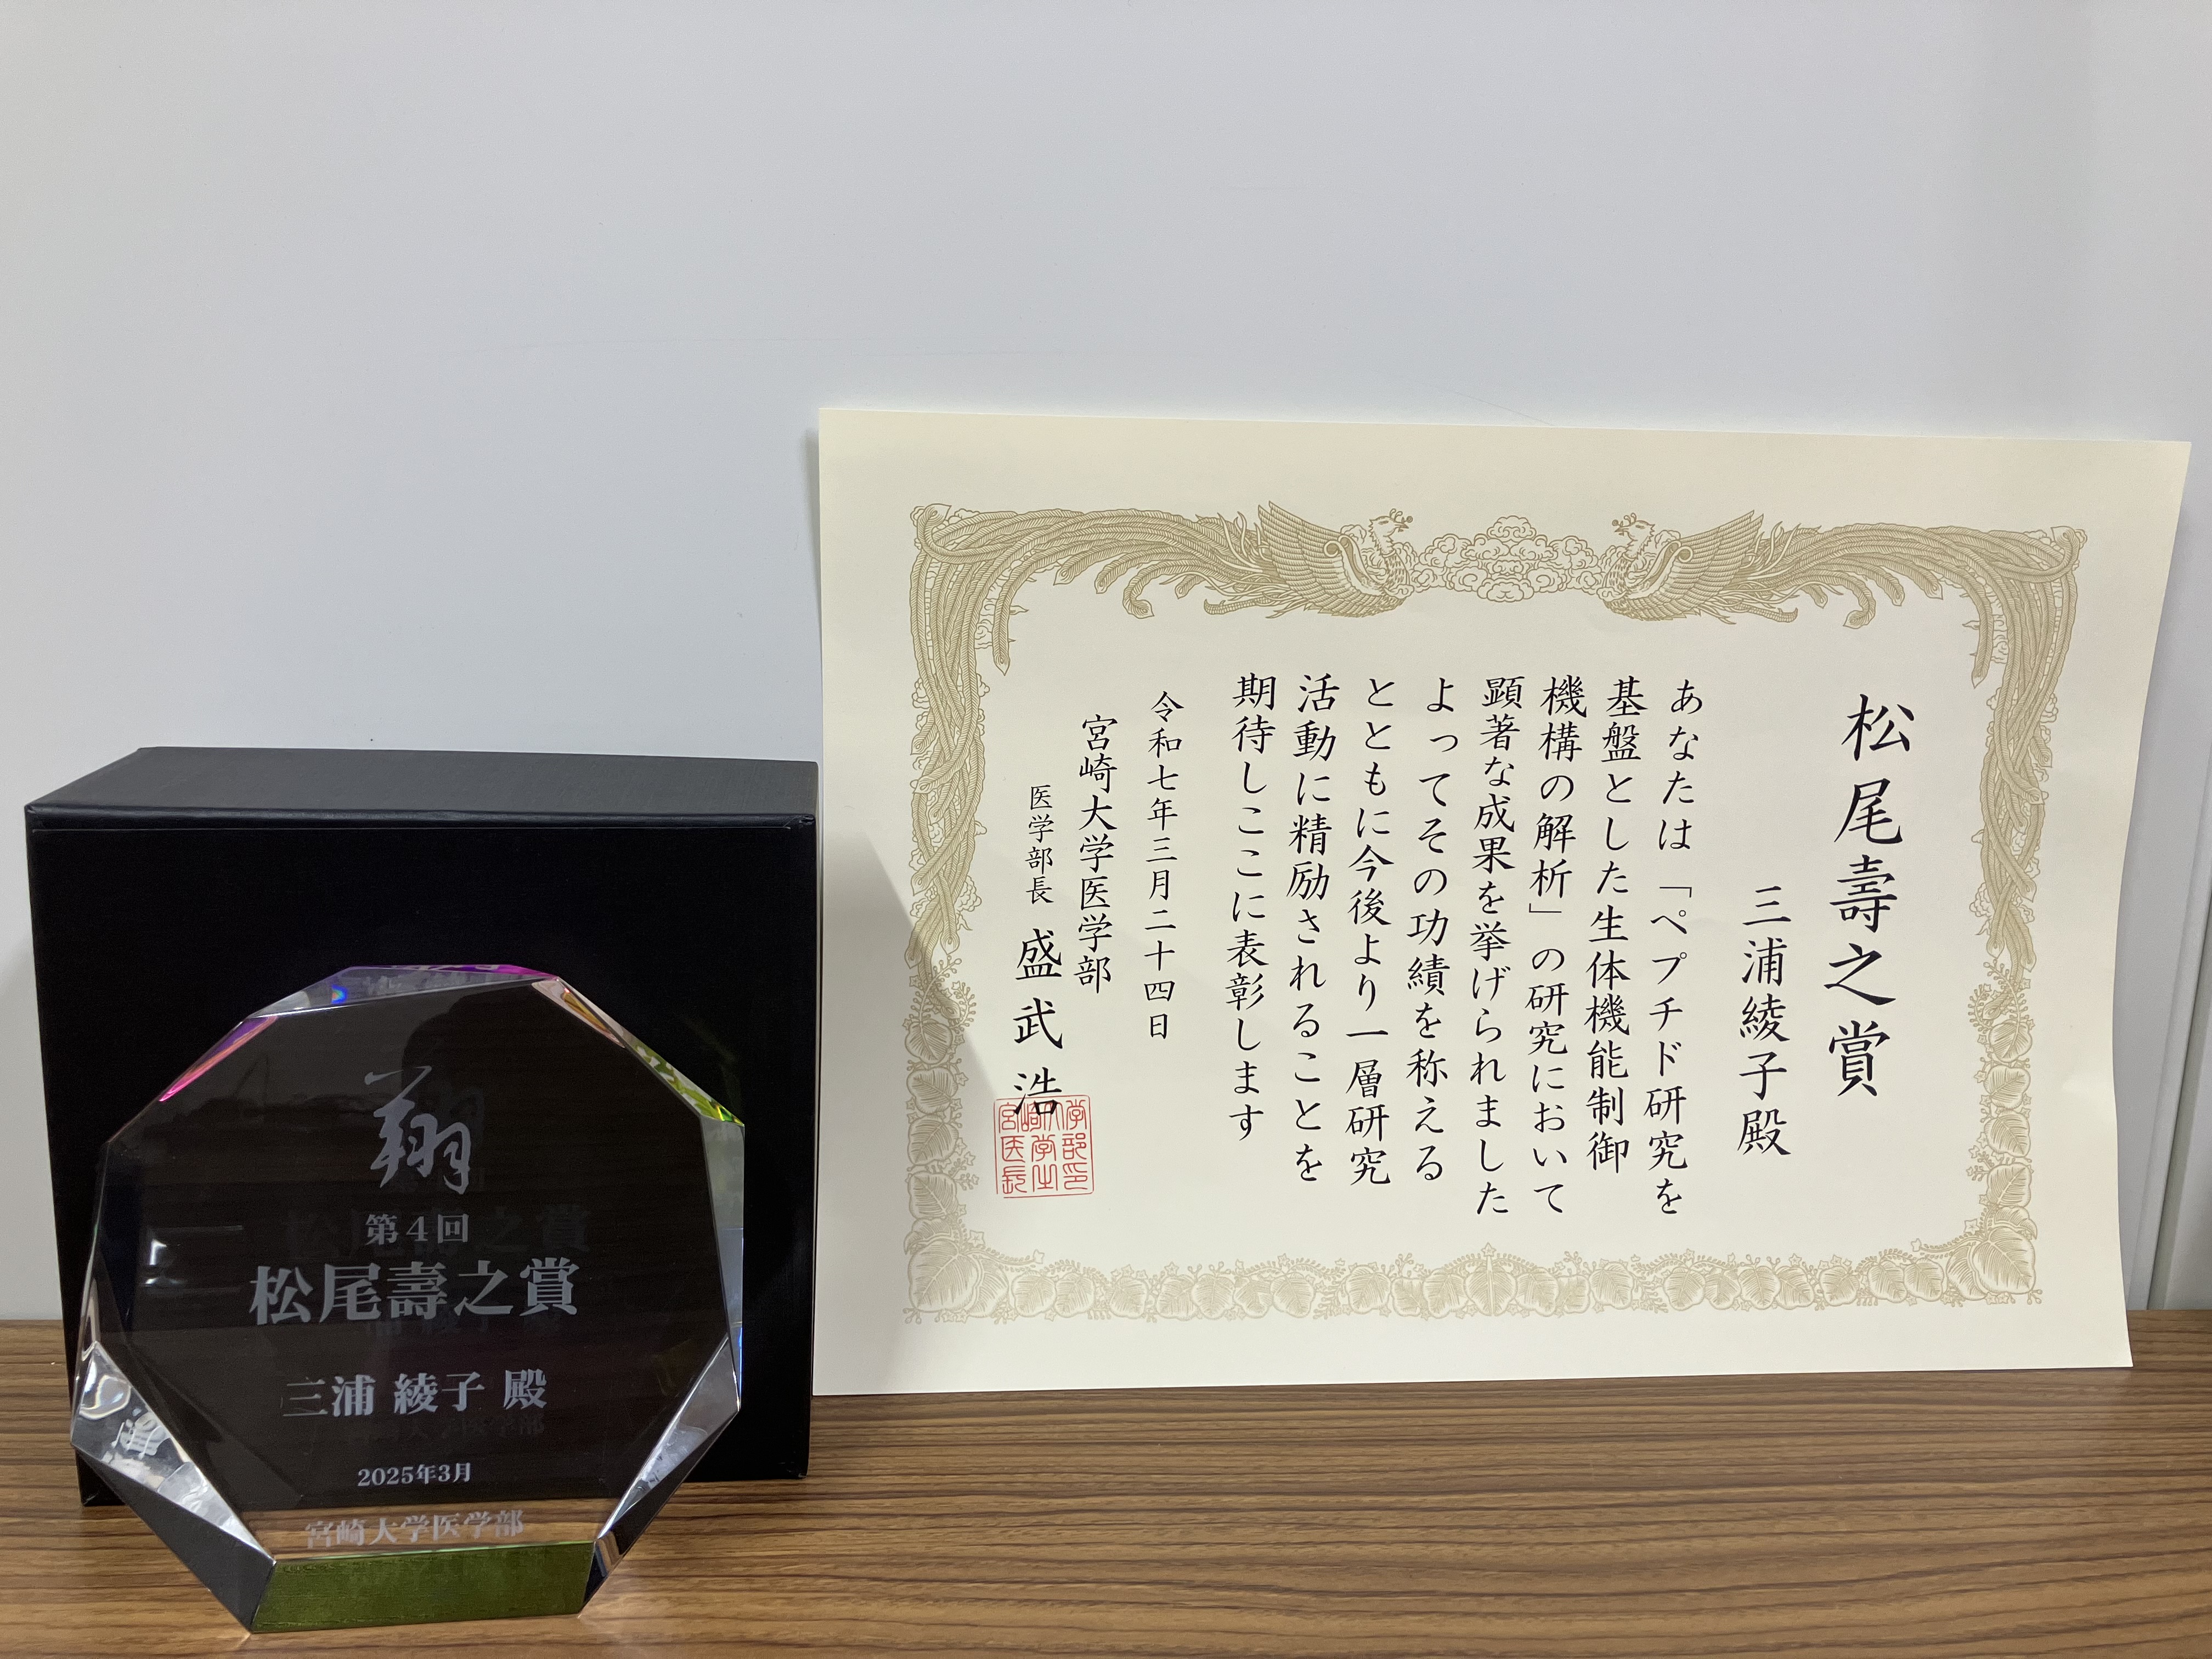 翔
第4回
松尾壽之賞
三浦 綾子 殿
2025年3月
宮崎大学医学部
松尾壽之賞
三浦綾子殿
あなたは「ペプチド研究を
基盤とした生体機能制御
機構の解析」の研究において
顕著な成果を挙げられました
よってその功績を称える
とともに今後より一層研究
活動に精励されることを
期待しここに表彰します
令和七年三月二十四日
宮崎大学医学部
医学部長 盛武浩